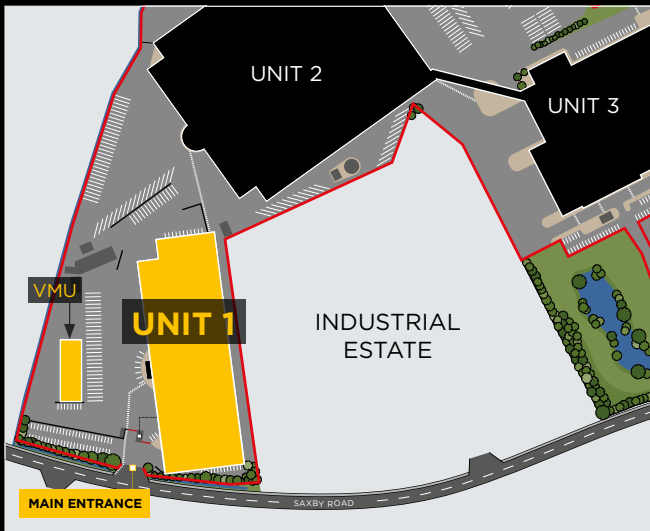 UNIT 2
UNIT 3
VMU
UNIT 1
INDUSTRIAL
ESTATE
MAIN ENTRANCE
SAXBY ROAD